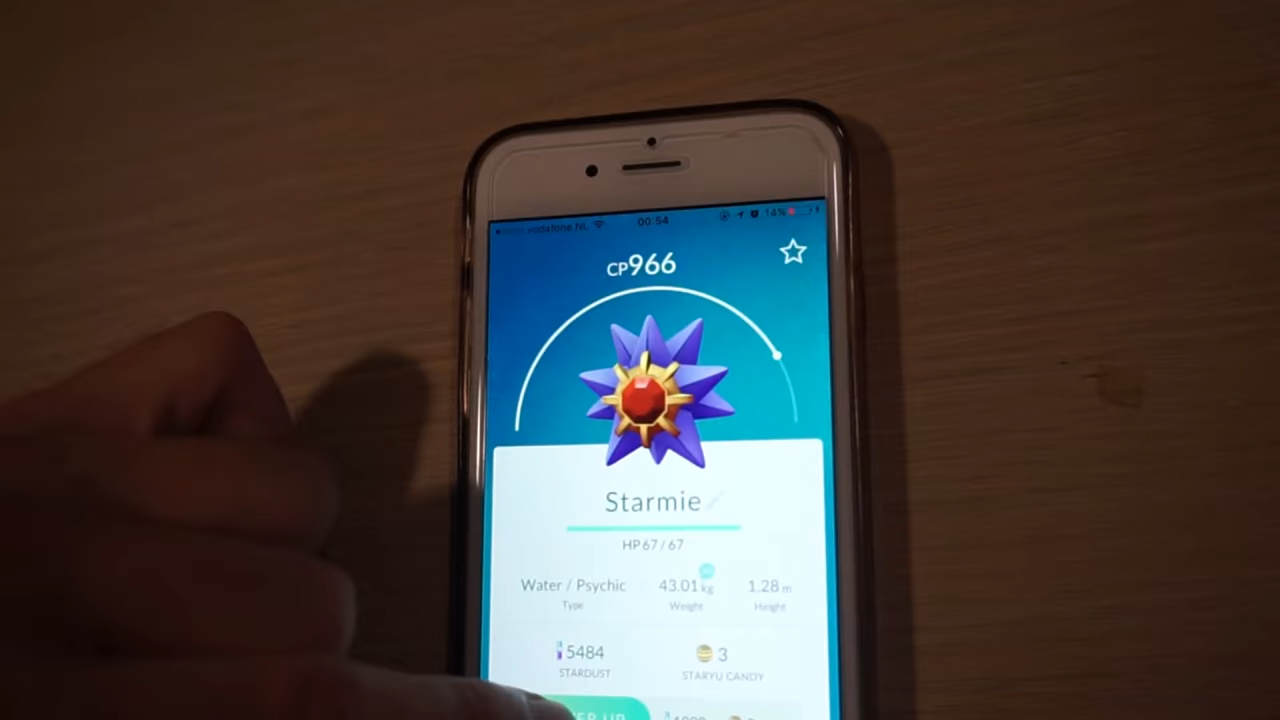 vodafone NL 00:54 14%
CP966
Starmie
HP 67 / 67
Water / Psychic 43.01 kg 1.28 m
Type Weight Height
5484 3
STARDUST STARYU CANDY